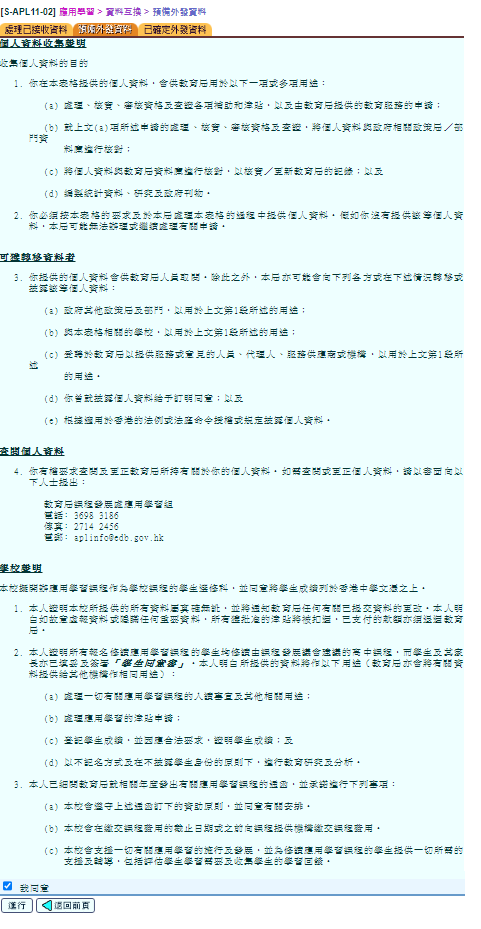 [S-APL11-02] 應用學習 > 資料互換 > 預備外發資料
處理已接收資料 預備外發資料 已確定外發資料
個人資料收集聲明
收集個人資料的目的
1. 你在本表格提供的個人資料，會供教育局用於以下一項或多項用途：
(a) 處理、核實、審核資格及查證各項補助和津貼，以及由教育局提供的教育服務的申請；
(b) 就上文(a)項所述申請的處理、核實、審核資格及查證，將個人資料與政府相關政策局／部
門資
料庫進行核對；
(c) 將個人資料與教育局資料庫進行核對，以核實／更新教育局的記錄；以及
(d) 編製統計資料、研究及政府刊物。
2. 你必須按本表格的要求及於本局處理本表格的過程中提供個人資料。假如你沒有提供該等個人資
料，本局可能無法辦理或繼續處理有關申請。
可獲轉移資料者
3. 你提供的個人資料會供教育局人員取閱。除此之外，本局亦可能會向下列各方或在下述情況轉移或
披露該等個人資料：
(a) 政府其他政策局及部門，以用於上文第1段所述的用途；
(b) 與本表格相關的學校，以用於上文第1段所述的用途；
(c) 受聘於教育局以提供服務或意見的人員、代理人、服務供應商或機構，以用於上文第1段所
述
的用途。
(d) 你曾就披露個人資料給予訂明同意；以及
(e) 根據適用於香港的法例或法庭命令授權或規定披露個人資料。
查閱個人資料
4. 你有權要求查閱及更正教育局所持有關於你的個人資料。如需查閱或更正個人資料，請以書面向以
下人士提出：
教育局課程發展處應用學習組
電話： 3698 3186
傳真： 2714 2456
電郵： aplinfo@edb.gov.hk
學校聲明
本校擬開辦應用學習課程作為學校課程的學生選修科，並同意將學生成績列於香港中學文憑之上。
1. 本人證明本校所提供的所有資料屬真確無訛，並將通知教育局任何有關已提交資料的更改。本人明
白如故意虛報資料或隱瞞任何重要資料，所有獲批准的津貼將被扣起，已支付的款額亦須退還教育
局。
2. 本人證明所有報名修讀應用學習課程的學生均修讀由課程發展議會建議的高中課程，而學生及其家
長亦已填妥及簽署「學生同意書」。本人明白所提供的資料將作以下用途（教育局亦會將有關資
料提供給其他機構作相同用途）：
(a) 處理一切有關應用學習課程的入讀審查及其他相關用途；
(b) 處理應用學習的津貼申請；
(c) 登記學生成績，並因應合法要求，證明學生成績；及
(d) 以不記名方式及在不披露學生身份的原則下，進行教育研究及分析。
3. 本人已細閱教育局就相關年度發出有關應用學習課程的通函，並承諾進行下列事項：
(a) 本校會遵守上述通函訂下的資助原則，並同意有關安排。
(b) 本校會在繳交課程費用的截止日期或之前向課程提供機構繳交課程費用。
(c) 本校會支援一切有關應用學習的施行及發展，並為修讀應用學習課程的學生提供一切所需的
支援及輔導，包括評估學生學習需要及收集學生的學習回饋。
我同意
進行 返回前頁